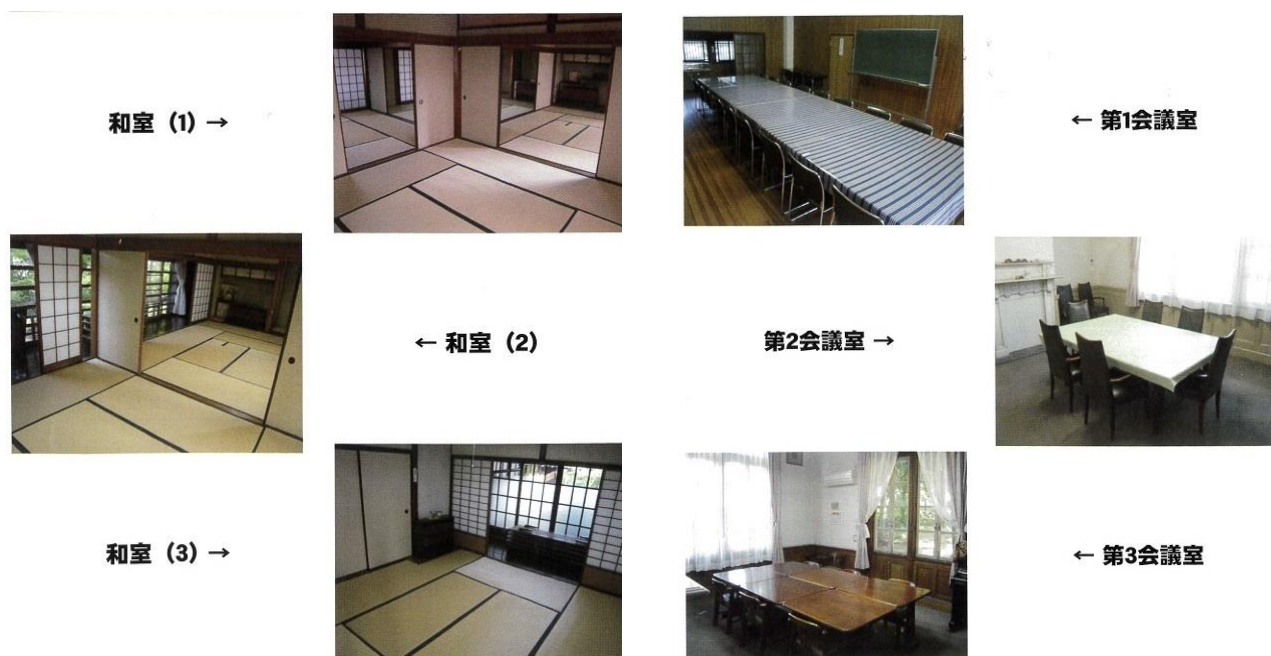 和室（1）→
← 第1会議室
← 和室（2）
第2会議室 →
和室（3）→
← 第3会議室